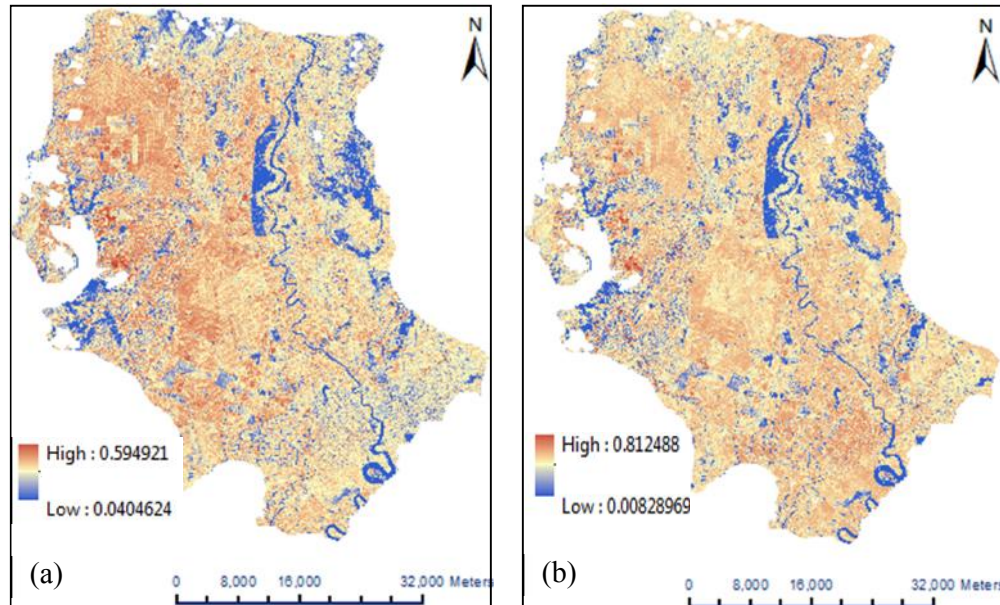 N
High : 0.594921
Low : 0.0404624
(a)
0 8,000 16,000 32,000 Meters
N
High : 0.812488
Low : 0.00828969
(b)
0 8,000 16,000 32,000 Meters